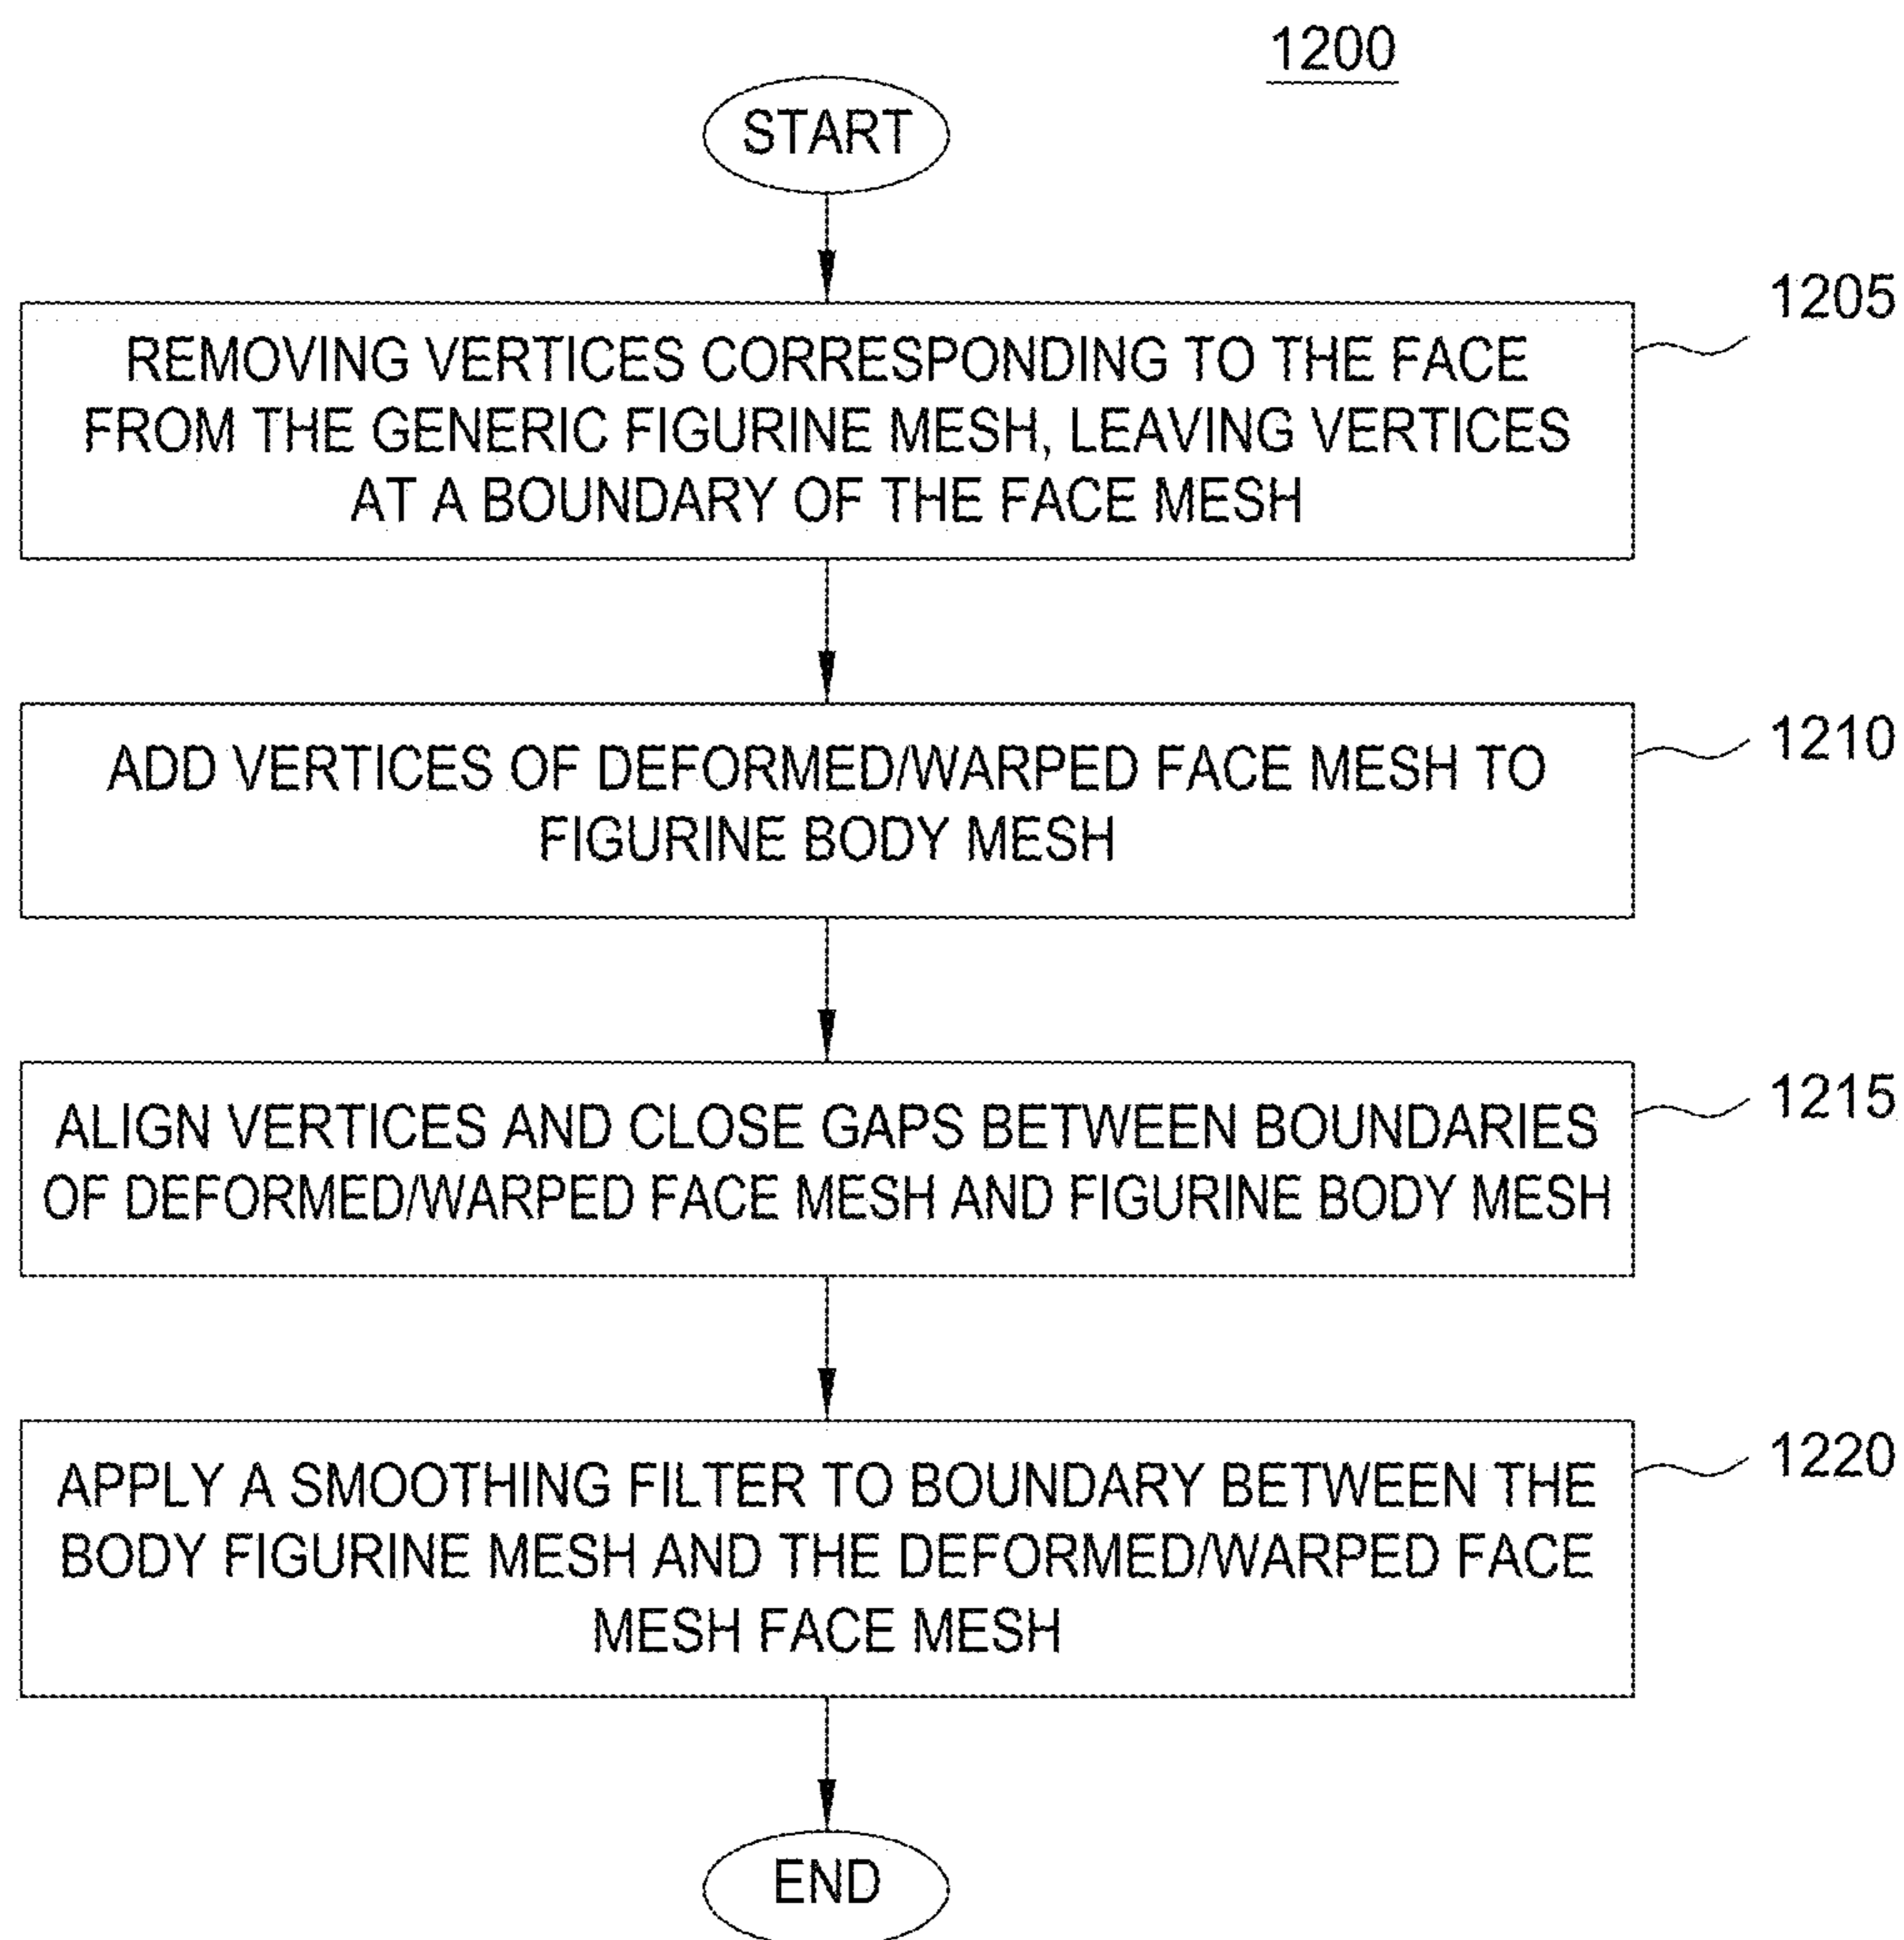 1200
START
1205
REMOVING VERTICES CORRESPONDING TO THE FACE
FROM THE GENERIC FIGURINE MESH, LEAVING VERTICES
AT A BOUNDARY OF THE FACE MESH
1210
ADD VERTICES OF DEFORMED/WARPED FACE MESH TO
FIGURINE BODY MESH
1215
ALIGN VERTICES AND CLOSE GAPS BETWEEN BOUNDARIES
OF DEFORMED/WARPED FACE MESH AND FIGURINE BODY MESH
1220
APPLY A SMOOTHING FILTER TO BOUNDARY BETWEEN THE
BODY FIGURINE MESH AND THE DEFORMED/WARPED FACE
MESH FACE MESH
END